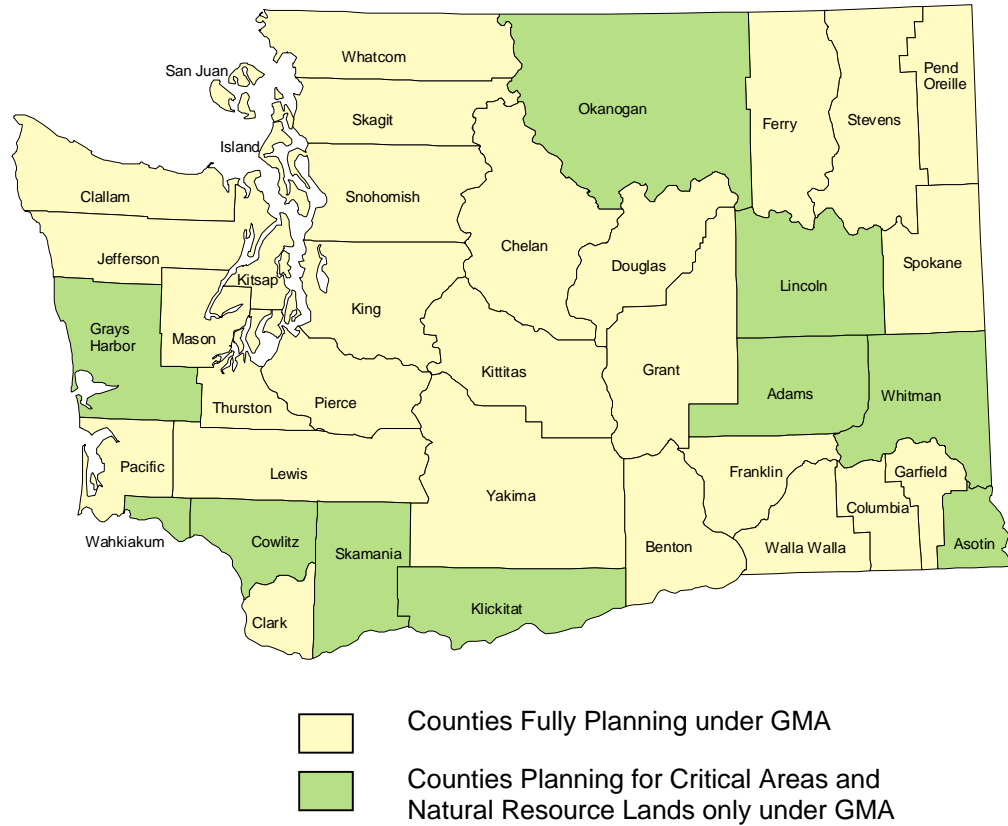 Whatcom
San Juan
Pend
Oreille
Okanogan
Skagit
Ferry
Stevens
Island
Clallam
Snohomish
Chelan
Jefferson
Douglas
Spokane
Kitsap
Lincoln
King
Grays
Harbor
Mason
Kittitas
Grant
Adams
Whitman
Thurston
Pierce
Pacific
Lewis
Franklin
Garfield
Yakima
Columbia
Wahkiakum
Cowlitz
Skamania
Benton
Walla Walla
Asotin
Klickitat
Clark
Counties Fully Planning under GMA
Counties Planning for Critical Areas and
Natural Resource Lands only under GMA